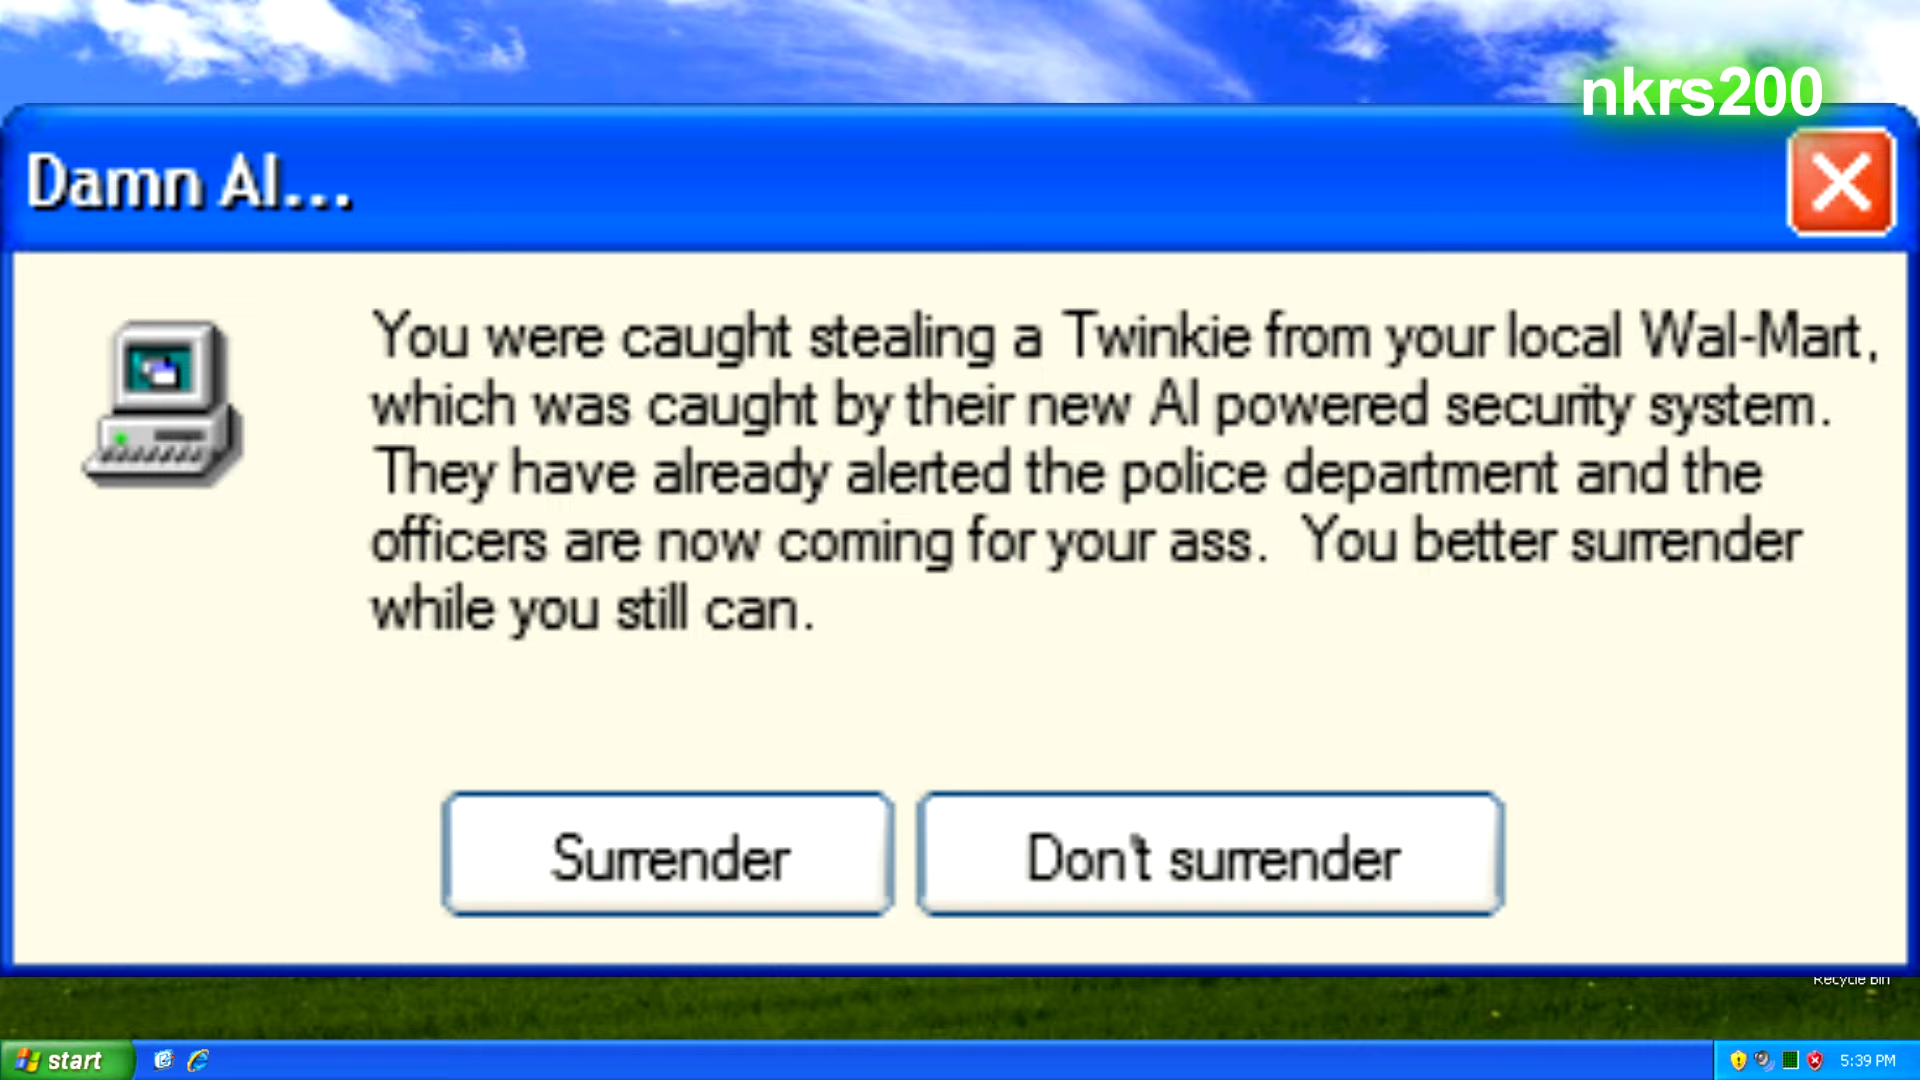 nkrs200
Damn AI...
You were caught stealing a Twinkie from your local Wal-Mart,
which was caught by their new AI powered security system.
They have already alerted the police department and the
officers are now coming for your ass.  You better surrender
while you still can.
Surrender
Don't surrender
Recycle Bin
start
5:39 PM